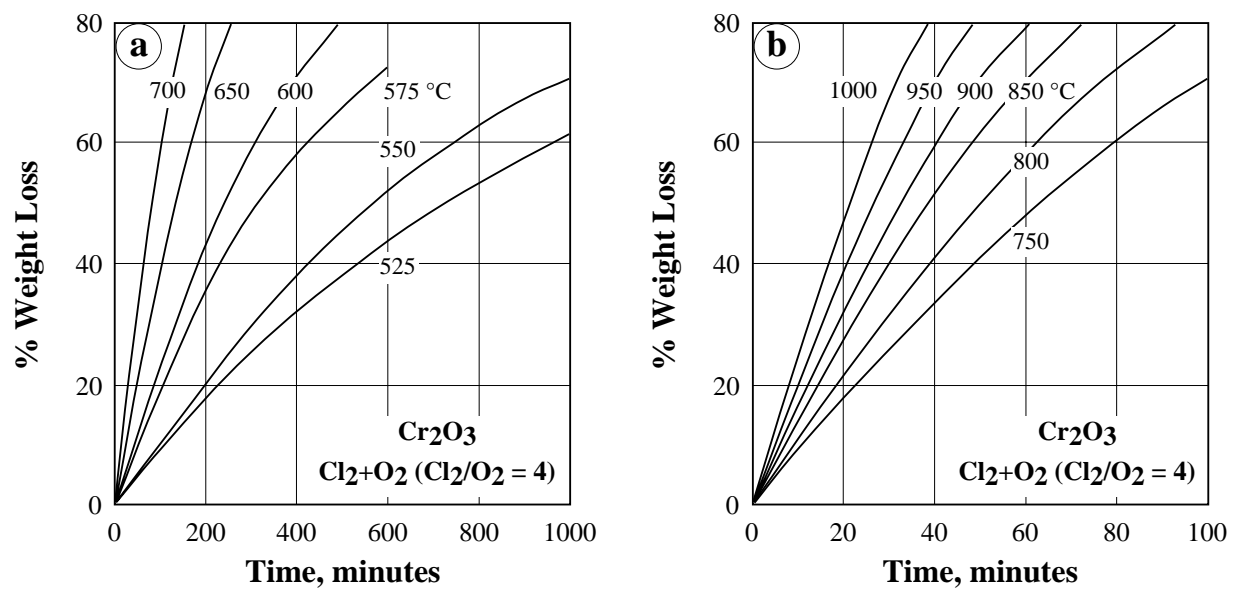 a
% Weight Loss
80
60
40
20
0
700
650
600
575 °C
550
525
Cr2O3
Cl2+O2 (Cl2/O2 = 4)
0 200 400 600 800 1000
Time, minutes
b
% Weight Loss
80
60
40
20
0
1000
950
900
850 °C
800
750
Cr2O3
Cl2+O2 (Cl2/O2 = 4)
0 20 40 60 80 100
Time, minutes